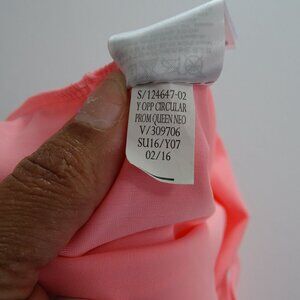 S/124647-02
Y OPP CIRCULAR
PROM QUEEN NEO
V/309706
SU16/Y07
02/16